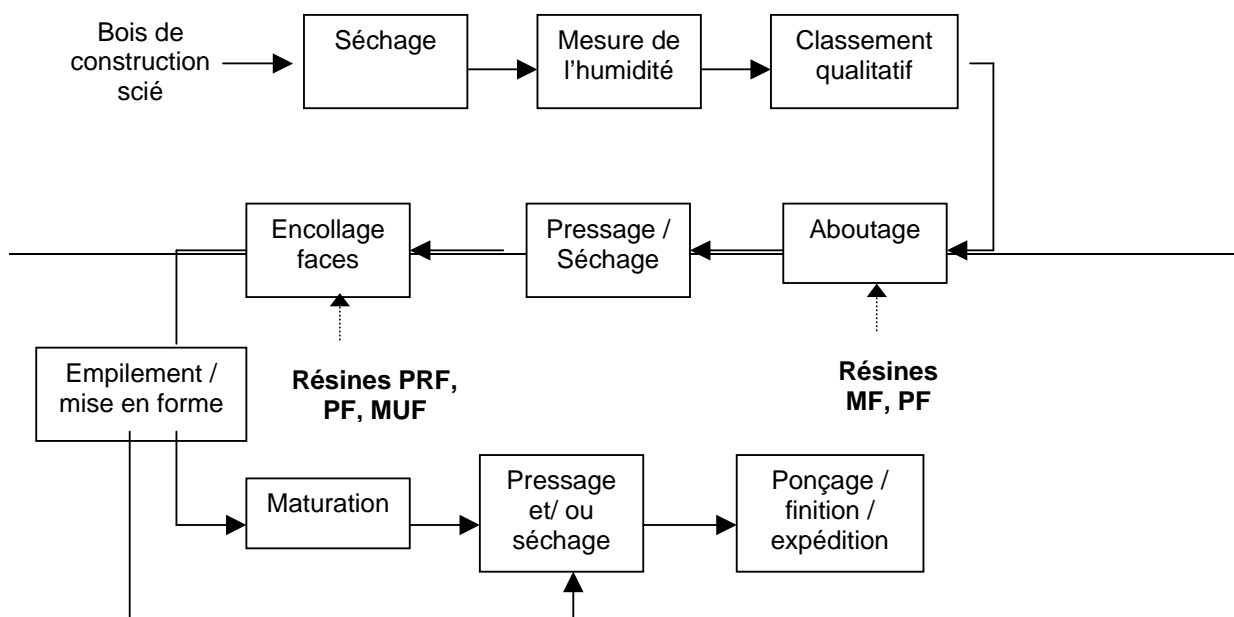 Bois de
construction
scié
Séchage
Mesure de
l'humidité
Classement
qualitatif
Aboutage
Pressage /
Séchage
Encollage
faces
Résines
MF, PF
Résines PRF,
PF, MUF
Empilement /
mise en forme
Maturation
Pressage
et/ ou
séchage
Ponçage /
finition /
expédition